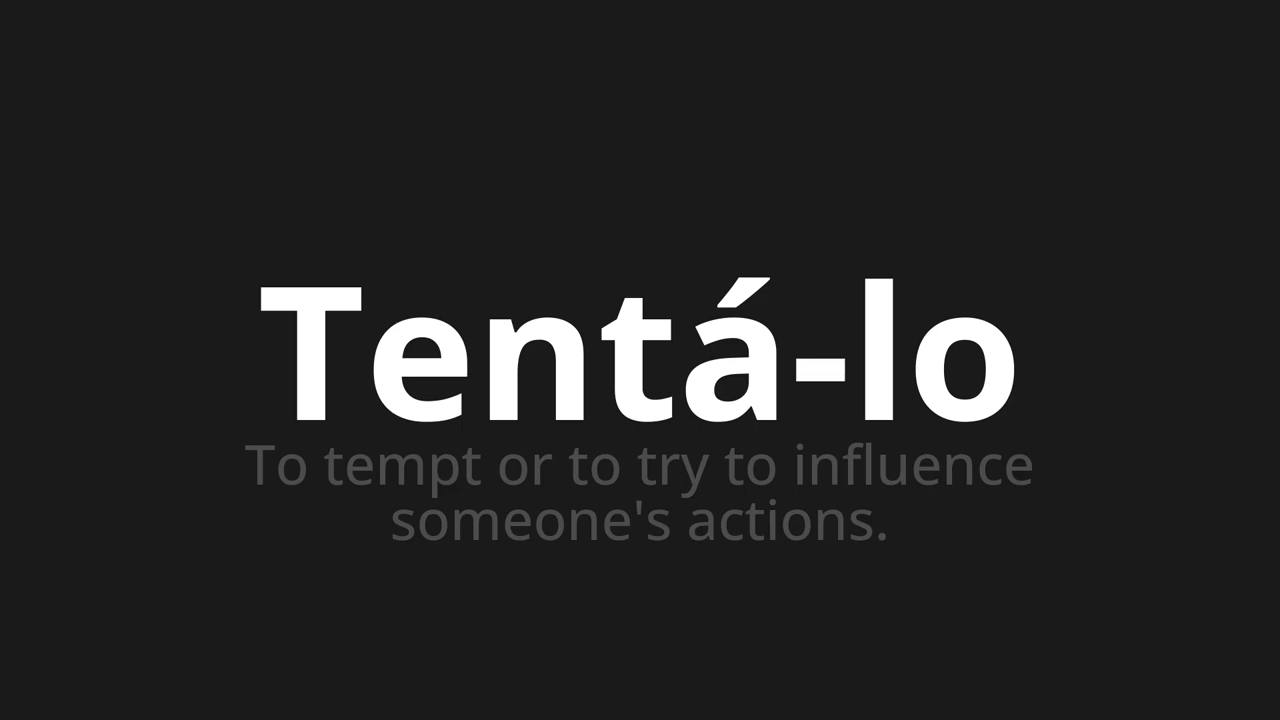 Tentá-lo
To tempt or to try to influence
someone's actions.